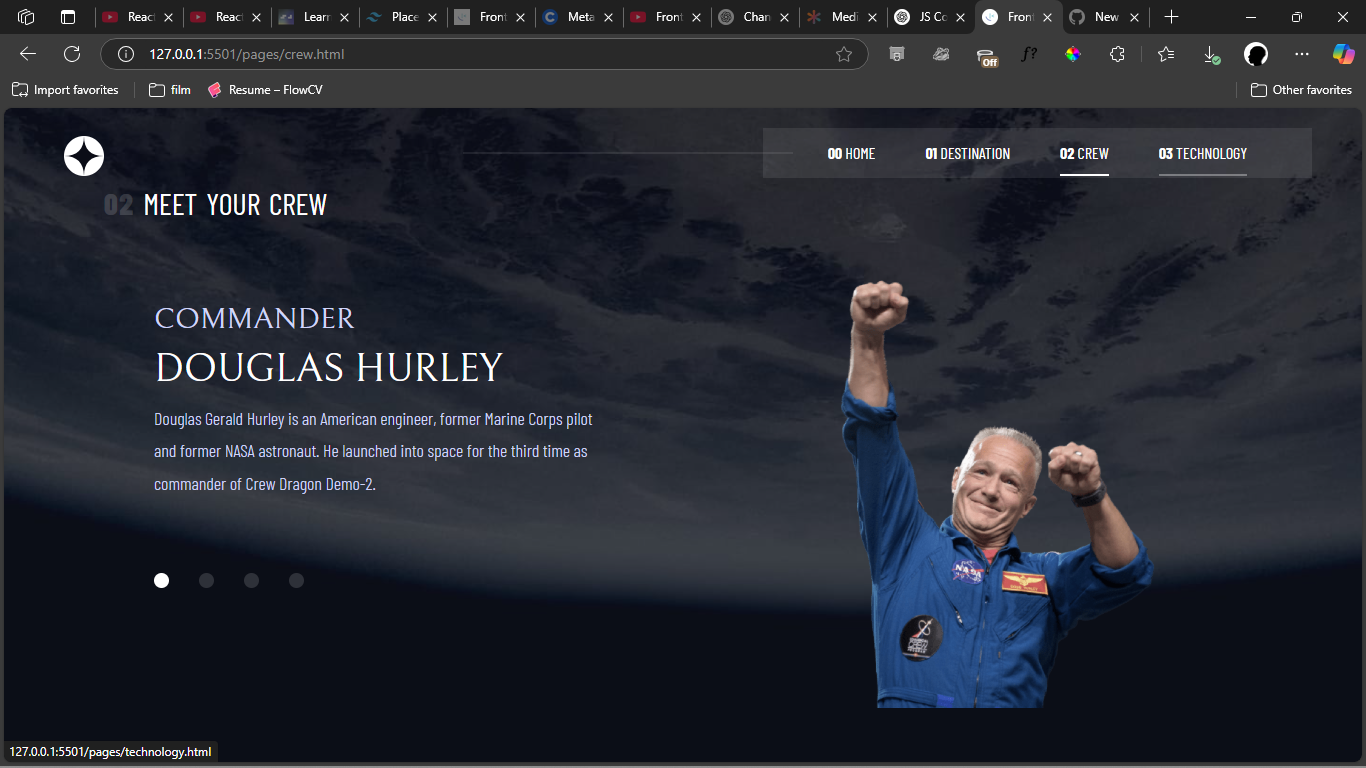 React
React
Learn
Place
Front
Meta
Front
Chan
Medi
JS Co
Front
New
127.0.0.1:5501/pages/crew.html
f?
Off
Import favorites
film
Resume – FlowCV
Other favorites
00 HOME
01 DESTINATION
02 CREW
03 TECHNOLOGY
02 MEET YOUR CREW
COMMANDER
DOUGLAS HURLEY
Douglas Gerald Hurley is an American engineer, former Marine Corps pilot
and former NASA astronaut. He launched into space for the third time as
commander of Crew Dragon Demo-2.
NASA
127.0.0.1:5501/pages/technology.html